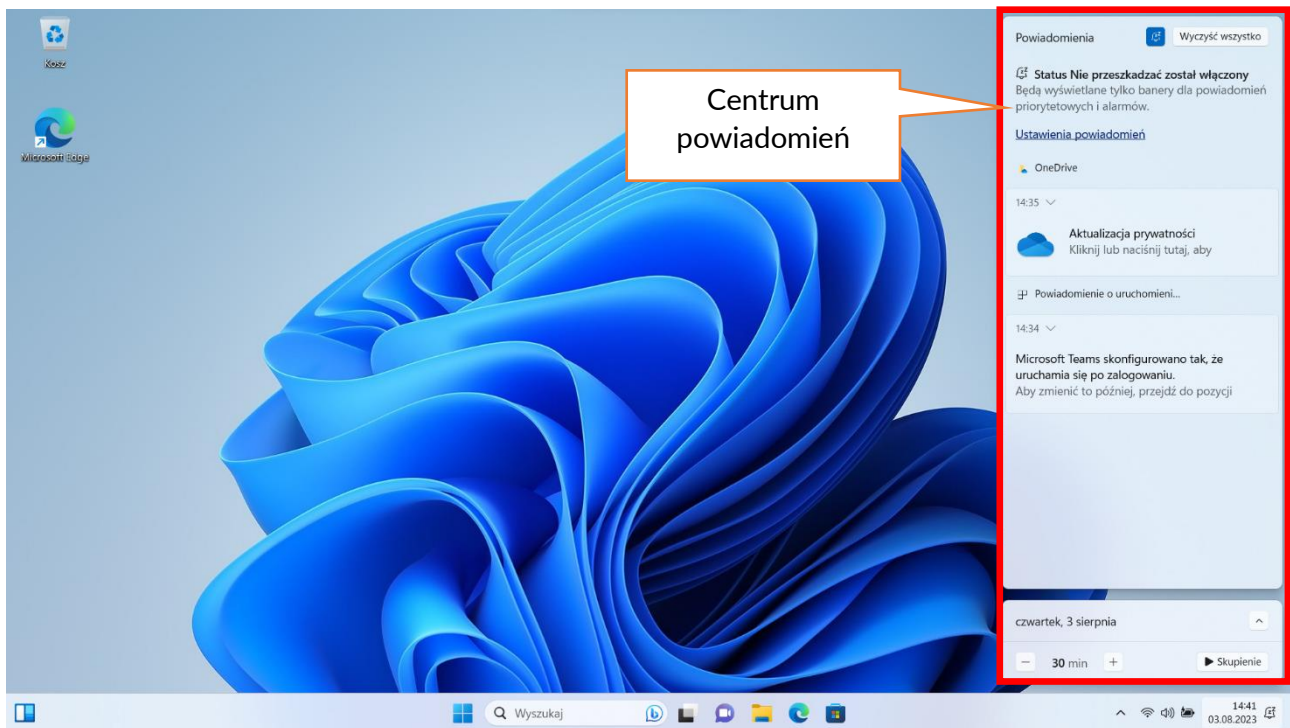 Kosz
Microsoft Edge
Centrum
powiadomień
Powiadomienia
Wyczyść wszystko
Status Nie przeszkadzać został włączony
Będą wyświetlane tylko banery dla powiadomień
priorytetowych i alarmów.
Ustawienia powiadomień
OneDrive
14:35
Aktualizacja prywatności
Kliknij lub naciśnij tutaj, aby
Powiadomienie o uruchomieni...
14:34
Microsoft Teams skonfigurowano tak, że
uruchamia się po zalogowaniu.
Aby zmienić to później, przejdź do pozycji
czwartek, 3 sierpnia
30 min
Skupienie
Wyszukaj
14:41
03.08.2023